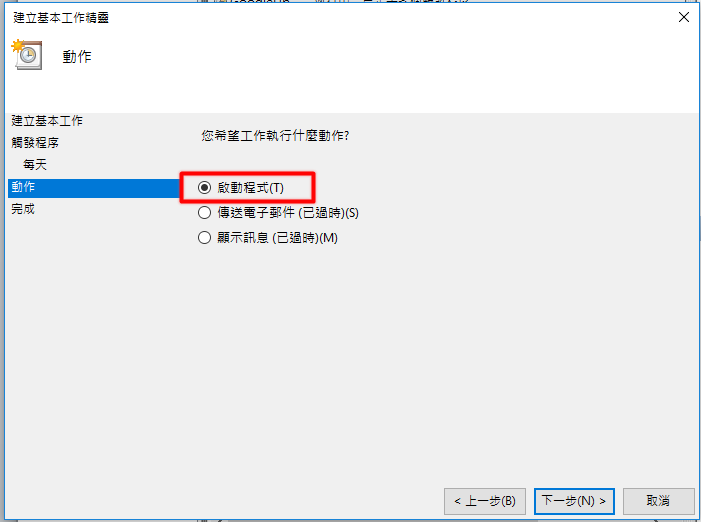 建立基本工作精靈
動作
建立基本工作
觸發程序
每天
動作
完成
您希望工作執行什麼動作?
啟動程式(T)
傳送電子郵件 (已過時)(S)
顯示訊息 (已過時)(M)
< 上一步(B)
下一步(N) >
取消